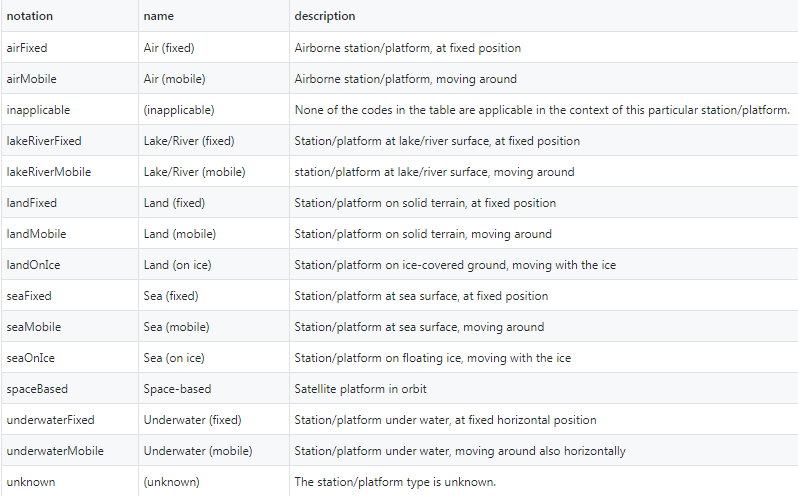 notation name description
airFixed Air (fixed) Airborne station/platform, at fixed position
airMobile Air (mobile) Airborne station/platform, moving around
inapplicable (inapplicable) None of the codes in the table are applicable in the context of this particular station/platform.
lakeRiverFixed Lake/River (fixed) Station/platform at lake/river surface, at fixed position
lakeRiverMobile Lake/River (mobile) station/platform at lake/river surface, moving around
landFixed Land (fixed) Station/platform on solid terrain, at fixed position
landMobile Land (mobile) Station/platform on solid terrain, moving around
landOnIce Land (on ice) Station/platform on ice-covered ground, moving with the ice
seaFixed Sea (fixed) Station/platform at sea surface, at fixed position
seaMobile Sea (mobile) Station/platform at sea surface, moving around
seaOnIce Sea (on ice) Station/platform on floating ice, moving with the ice
spaceBased Space-based Satellite platform in orbit
underwaterFixed Underwater (fixed) Station/platform under water, at fixed horizontal position
underwaterMobile Underwater (mobile) Station/platform under water, moving around also horizontally
unknown (unknown) The station/platform type is unknown.